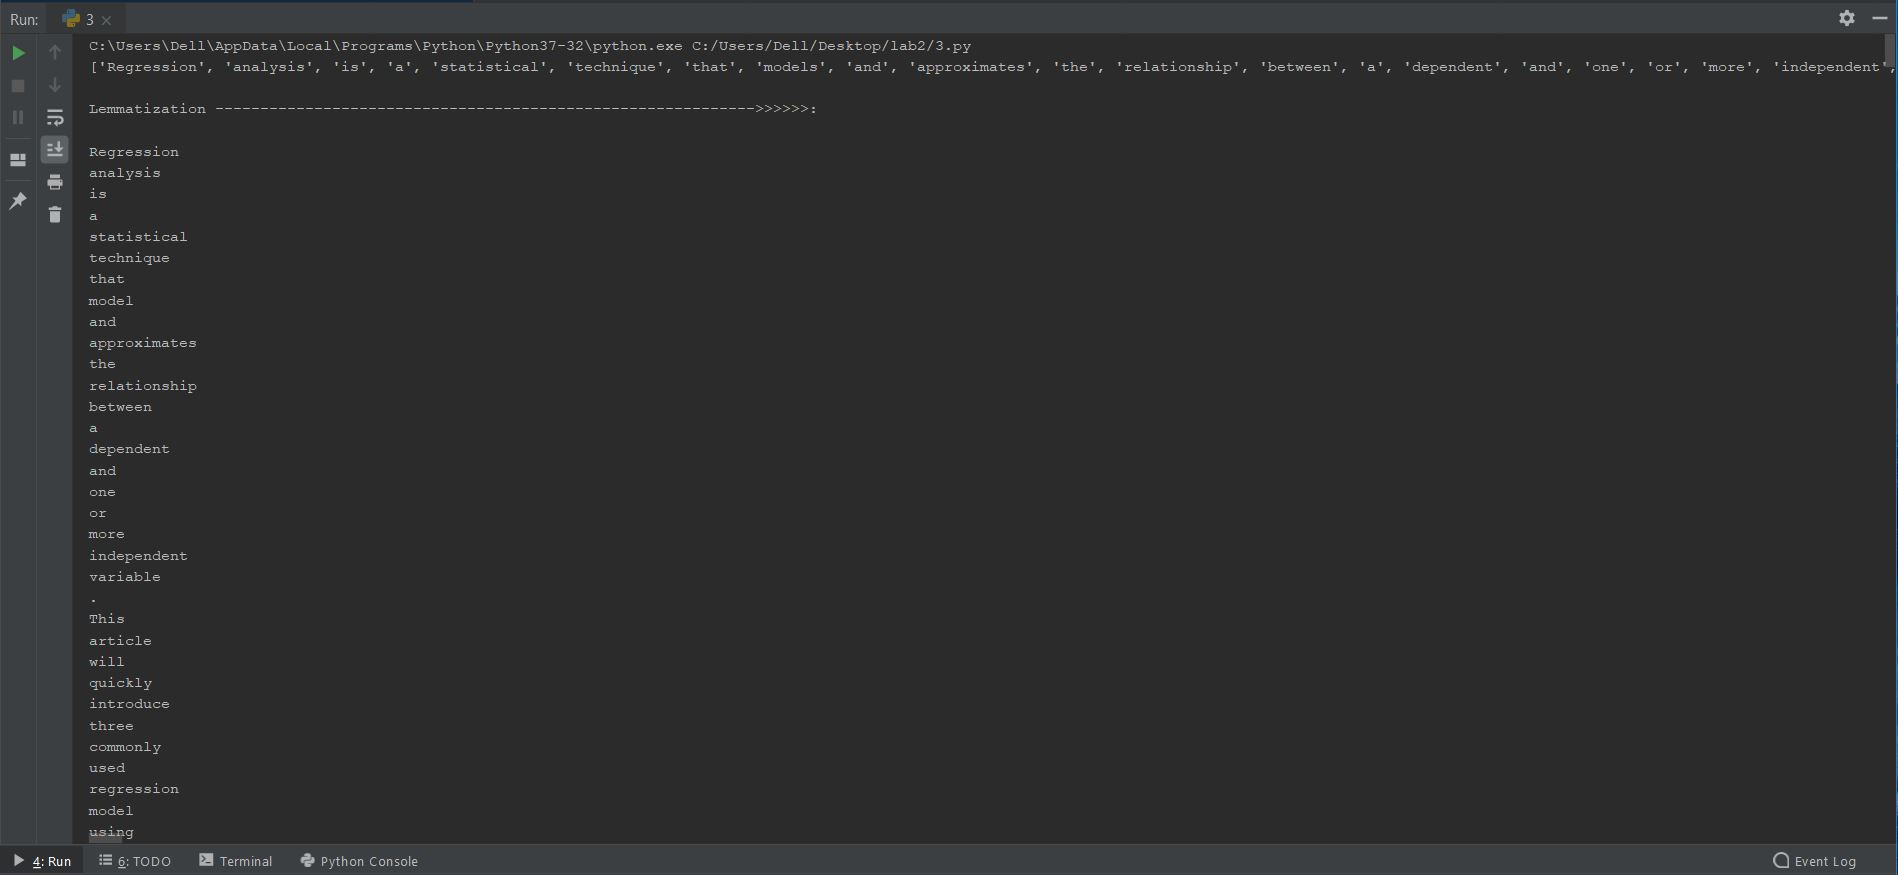 Run: 3
C:\Users\Dell\AppData\Local\Programs\Python\Python37-32\python.exe C:/Users/Dell/Desktop/lab2/3.py
['Regression', 'analysis', 'is', 'a', 'statistical', 'technique', 'that', 'models', 'and', 'approximates', 'the', 'relationship', 'between', 'a', 'dependent', 'and', 'one', 'or', 'more', 'independent',
Lemmatization ------------------------------------------------------------>>>>>>:
Regression
analysis
is
a
statistical
technique
that
model
and
approximates
the
relationship
between
a
dependent
and
one
or
more
independent
variable
.
This
article
will
quickly
introduce
three
commonly
used
regression
model
using
4: Run 6: TODO Terminal Python Console Event Log